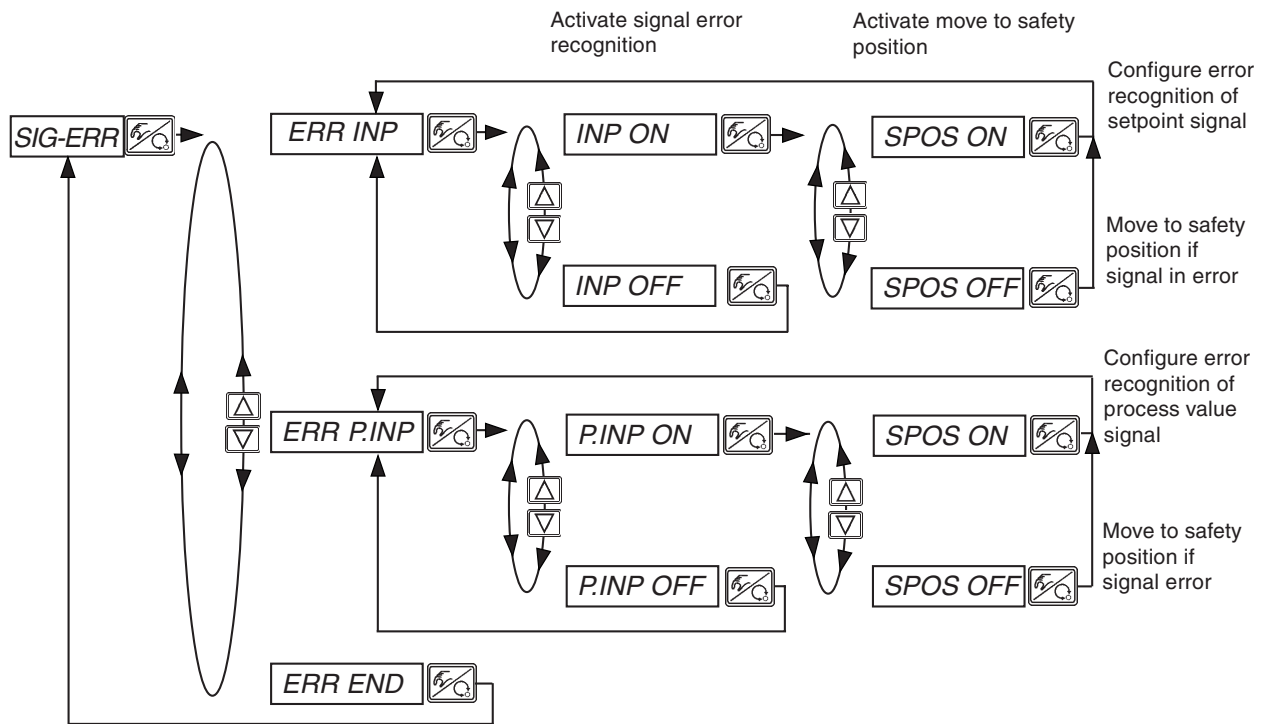 Activate signal error
recognition
Activate move to safety
position
Configure error
recognition of
setpoint signal
SIG-ERR
ERR INP
INP ON
SPOS ON
Move to safety
position if
signal in error
INP OFF
SPOS OFF
Configure error
recognition of
process value
signal
ERR P.INP
P.INP ON
SPOS ON
Move to safety
position if
signal error
P.INP OFF
SPOS OFF
ERR END